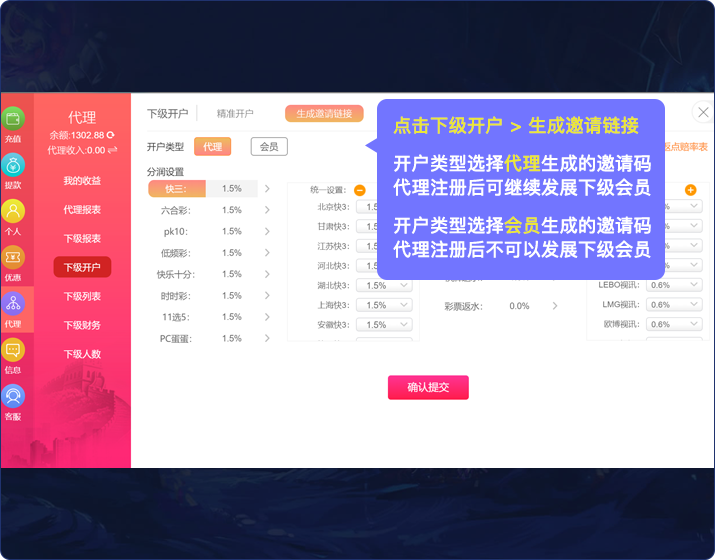 充值
提款
个人
优惠
代理
信息
客服
代理
余额:1302.88
代理收入:0.00
我的收益
代理报表
下级报表
下级开户
下级列表
下级财务
下级人数
下级开户
精准开户
生成邀请链接
开户类型
代理
会员
分润设置
快三: 1.5%
六合彩: 1.5%
pk10: 1.5%
低频彩: 1.5%
快乐十分: 1.5%
时时彩: 1.5%
11选5: 1.5%
PC蛋蛋: 1.5%
统一设置:
北京快3:
甘肃快3:
江苏快3:
河北快3:
湖北快3: 1.5%
上海快3: 1.5%
安徽快3: 1.5%
彩票返水: 0.0%
返点赔率表
LEBO视讯: 0.6%
LMG视讯: 0.6%
欧博视讯: 0.6%
点击下级开户 > 生成邀请链接
开户类型选择代理生成的邀请码
代理注册后可继续发展下级会员
开户类型选择会员生成的邀请码
代理注册后不可以发展下级会员
确认提交